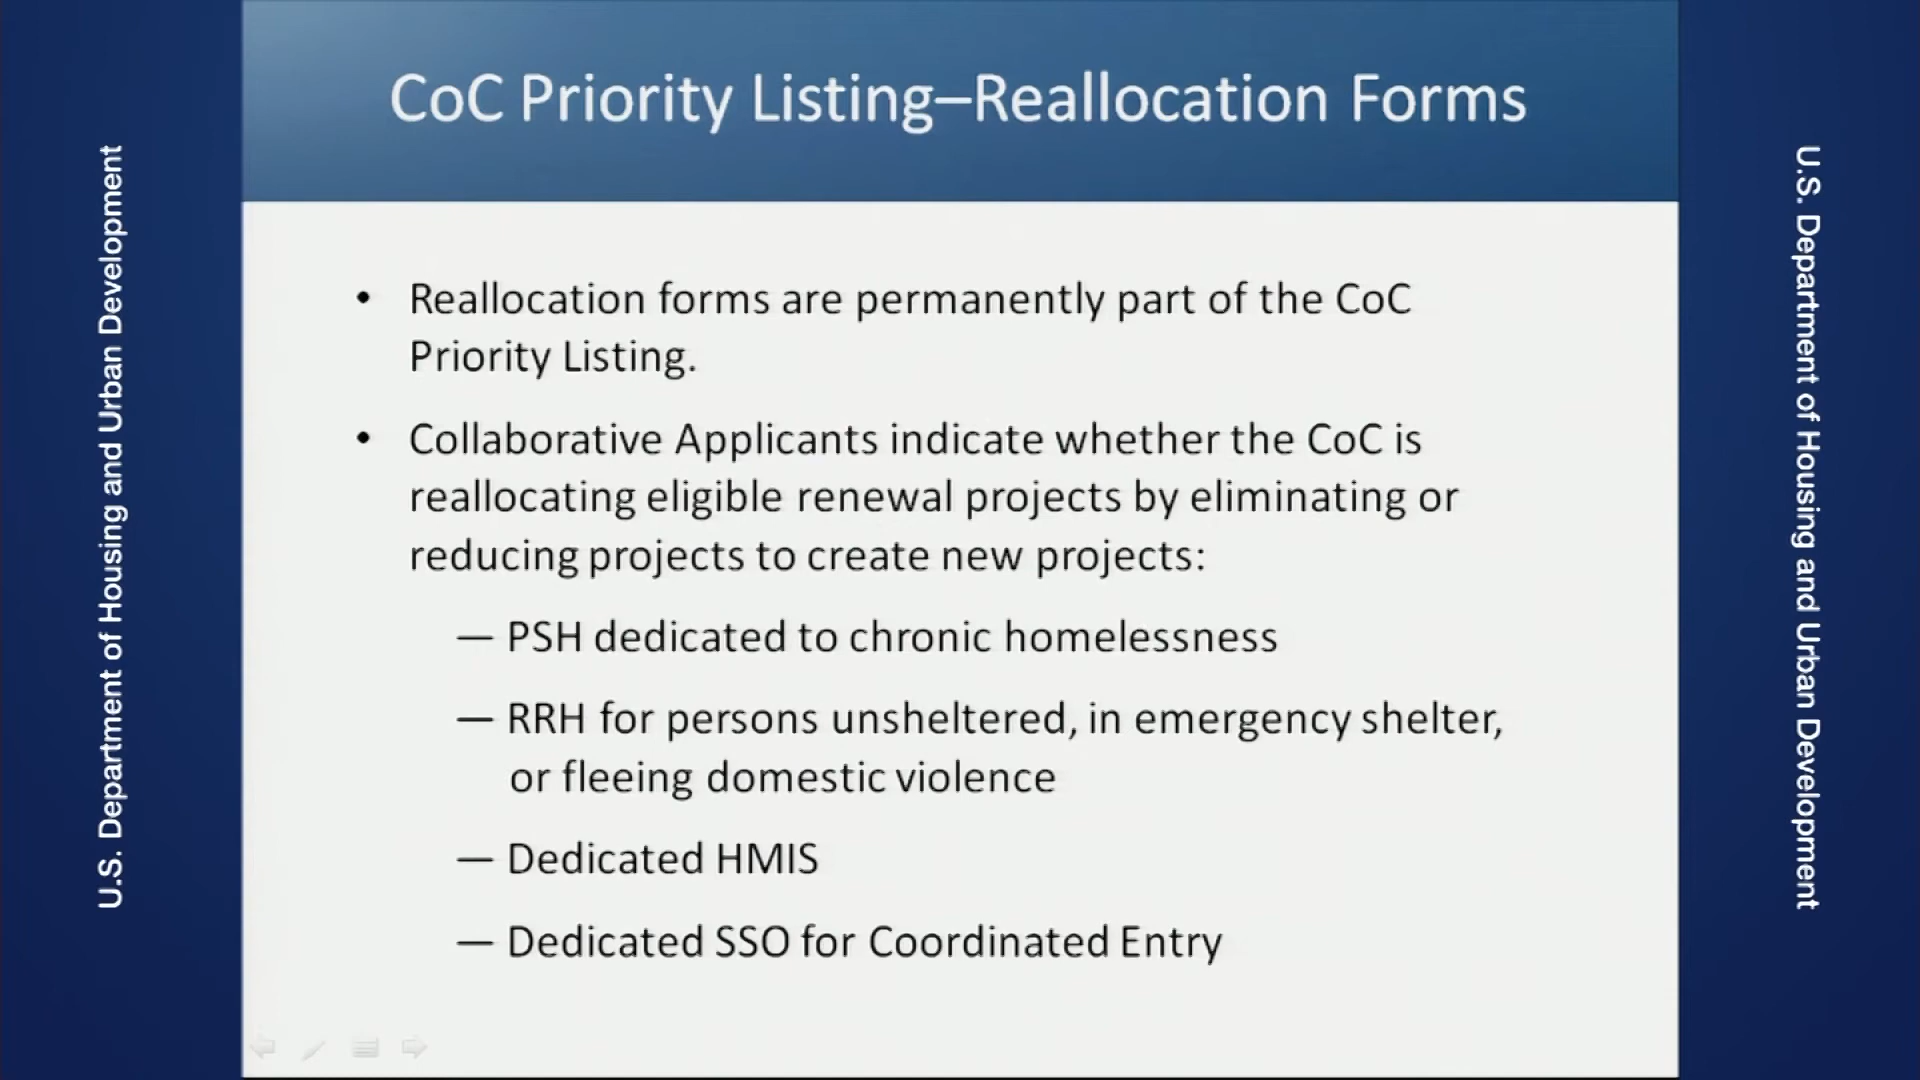 CoC Priority Listing–Reallocation Forms
U.S. Department of Housing and Urban Development
• Reallocation forms are permanently part of the CoC
Priority Listing.
• Collaborative Applicants indicate whether the CoC is
reallocating eligible renewal projects by eliminating or
reducing projects to create new projects:
— PSH dedicated to chronic homelessness
— RRH for persons unsheltered, in emergency shelter,
or fleeing domestic violence
— Dedicated HMIS
— Dedicated SSO for Coordinated Entry
U.S. Department of Housing and Urban Development